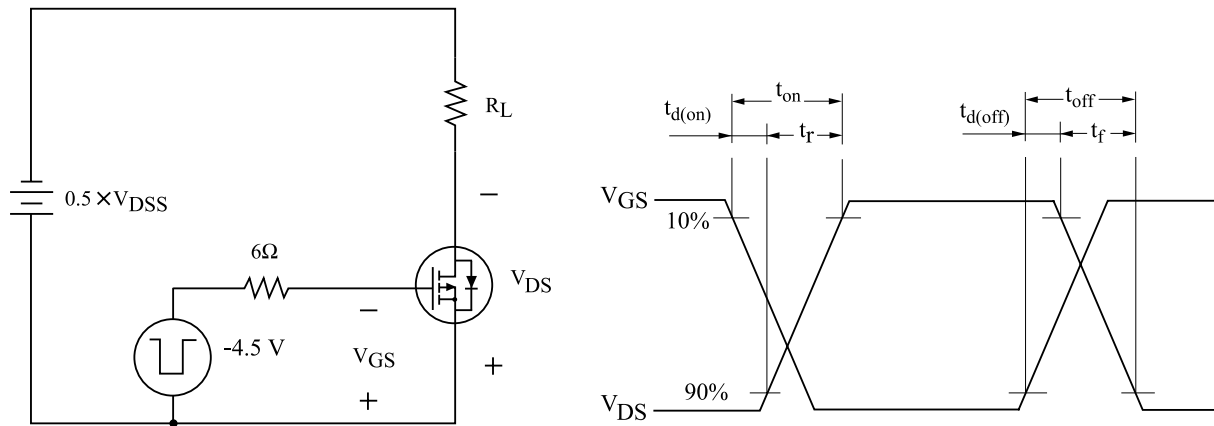 R_L
−
0.5 ×V_DSS
6Ω
V_DS
−
-4.5 V
V_GS
+
+
t_on
t_d(on)
t_r
t_off
t_d(off)
t_f
V_GS
10%
90%
V_DS